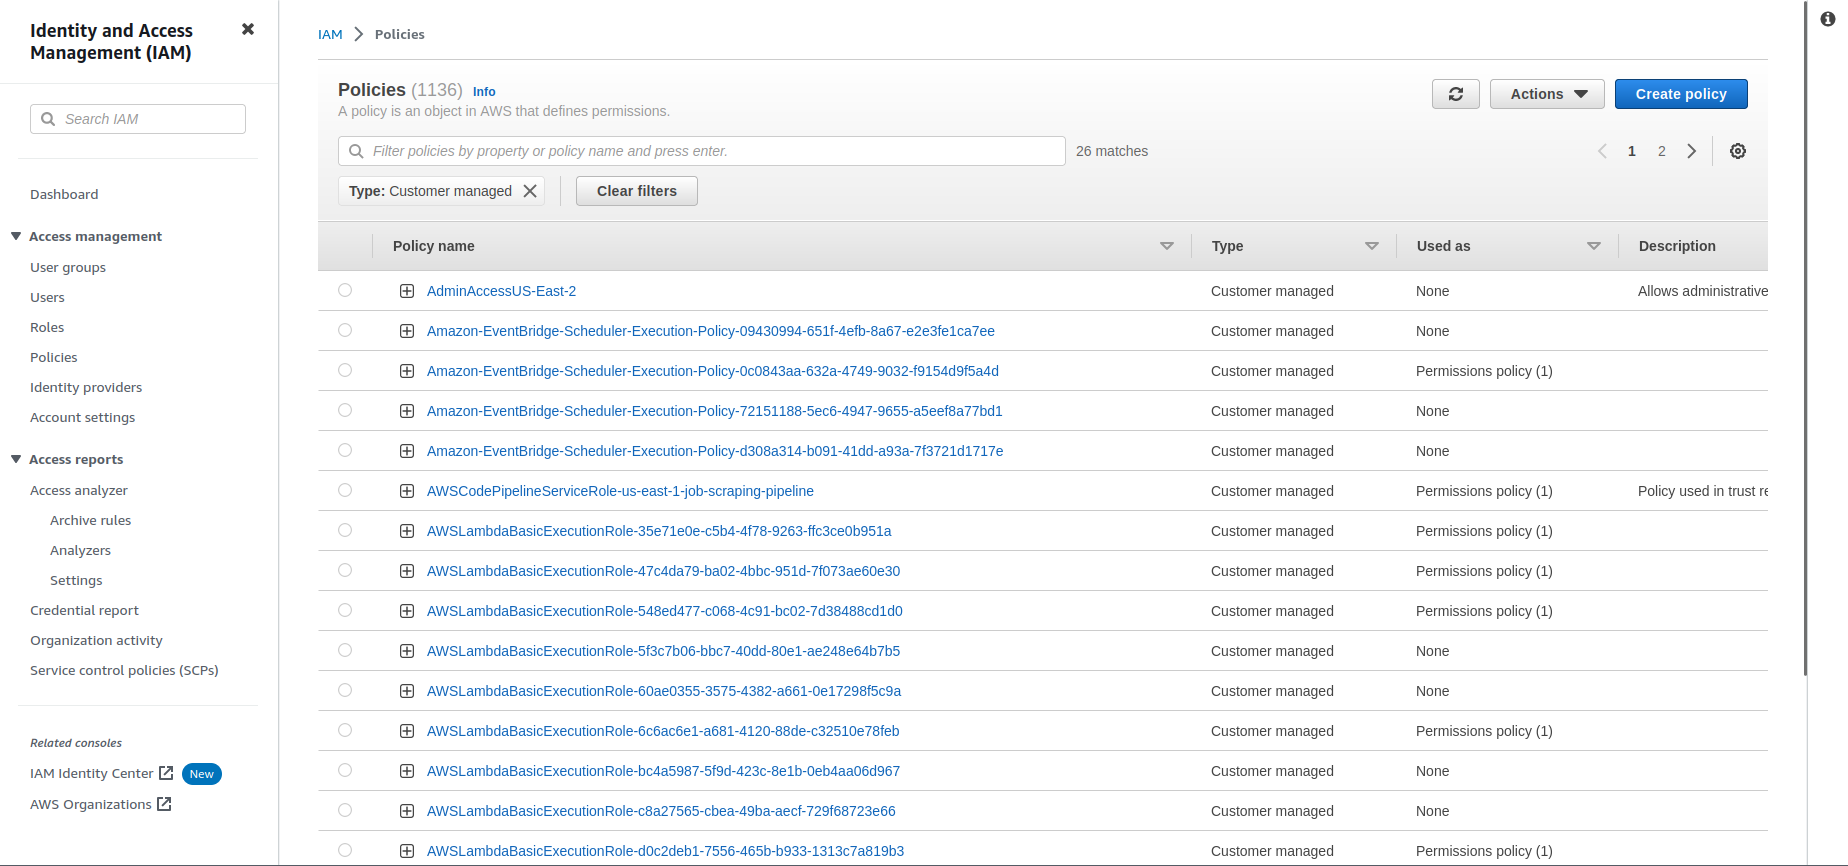 Identity and Access
Management (IAM)
Search IAM
Dashboard
Access management
User groups
Users
Roles
Policies
Identity providers
Account settings
Access reports
Access analyzer
Archive rules
Analyzers
Settings
Credential report
Organization activity
Service control policies (SCPs)
Related consoles
IAM Identity Center New
AWS Organizations
IAM > Policies
Policies (1136) Info
A policy is an object in AWS that defines permissions.
Actions
Create policy
Filter policies by property or policy name and press enter.
26 matches
1 2
Type: Customer managed
Clear filters
Policy name Type Used as Description
AdminAccessUS-East-2 Customer managed None Allows administrative
Amazon-EventBridge-Scheduler-Execution-Policy-09430994-651f-4efb-8a67-e2e3fe1ca7ee Customer managed None
Amazon-EventBridge-Scheduler-Execution-Policy-0c0843aa-632a-4749-9032-f9154d9f5a4d Customer managed Permissions policy (1)
Amazon-EventBridge-Scheduler-Execution-Policy-72151188-5ec6-4947-9655-a5eef8a77bd1 Customer managed None
Amazon-EventBridge-Scheduler-Execution-Policy-d308a314-b091-41dd-a93a-7f3721d1717e Customer managed None
AWSCodePipelineServiceRole-us-east-1-job-scraping-pipeline Customer managed Permissions policy (1) Policy used in trust re
AWSLambdaBasicExecutionRole-35e71e0e-c5b4-4f78-9263-ffc3ce0b951a Customer managed Permissions policy (1)
AWSLambdaBasicExecutionRole-47c4da79-ba02-4bbc-951d-7f073ae60e30 Customer managed Permissions policy (1)
AWSLambdaBasicExecutionRole-548ed477-c068-4c91-bc02-7d38488cd1d0 Customer managed Permissions policy (1)
AWSLambdaBasicExecutionRole-5f3c7b06-bbc7-40dd-80e1-ae248e64b7b5 Customer managed None
AWSLambdaBasicExecutionRole-60ae0355-3575-4382-a661-0e17298f5c9a Customer managed None
AWSLambdaBasicExecutionRole-6c6ac6e1-a681-4120-88de-c32510e78feb Customer managed Permissions policy (1)
AWSLambdaBasicExecutionRole-bc4a5987-5f9d-423c-8e1b-0eb4aa06d967 Customer managed None
AWSLambdaBasicExecutionRole-c8a27565-cbea-49ba-aecf-729f68723e66 Customer managed None
AWSLambdaBasicExecutionRole-d0c2deb1-7556-465b-b933-1313c7a819b3 Customer managed Permissions policy (1)